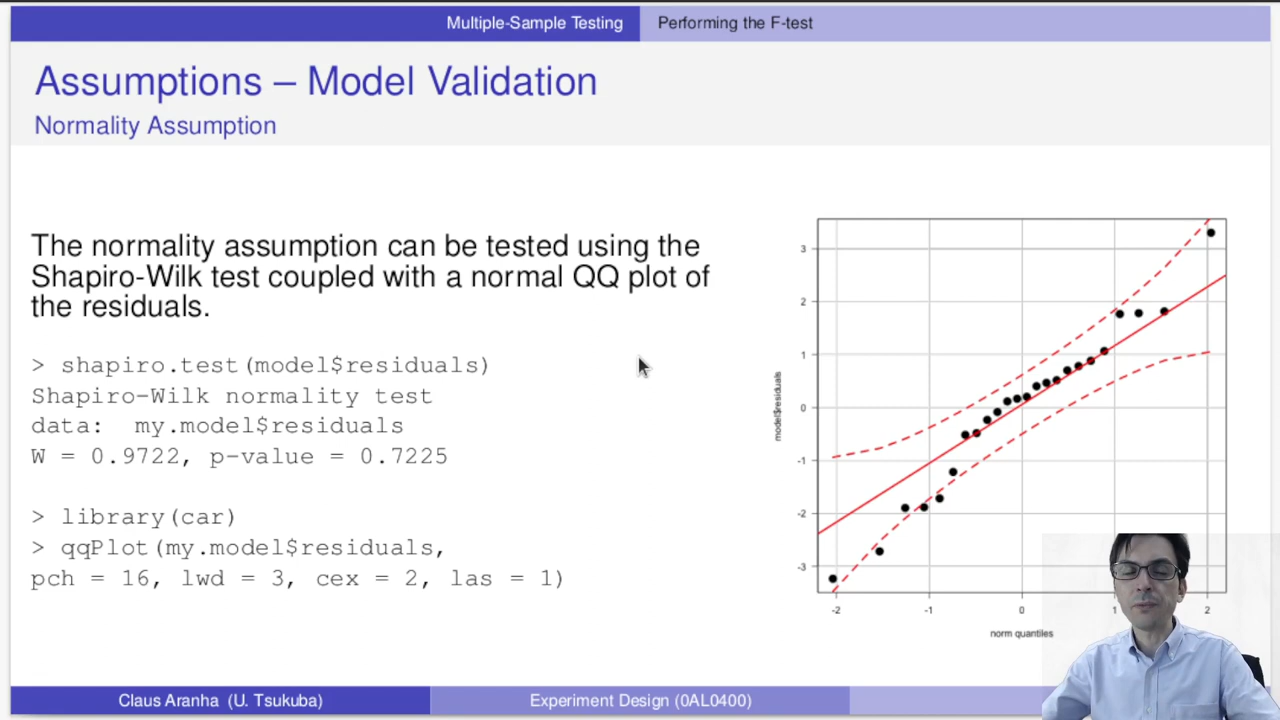 Multiple-Sample Testing Performing the F-test
Assumptions – Model Validation
Normality Assumption
The normality assumption can be tested using the
Shapiro-Wilk test coupled with a normal QQ plot of
the residuals.
> shapiro.test(model$residuals)
Shapiro-Wilk normality test
data: my.model$residuals
W = 0.9722, p-value = 0.7225
> library(car)
> qqPlot(my.model$residuals,
pch = 16, lwd = 3, cex = 2, las = 1)
model$residuals
3
2
1
0
-1
-2
-3
-2 -1 0 1 2
norm quantiles
Claus Aranha (U. Tsukuba) Experiment Design (0AL0400)